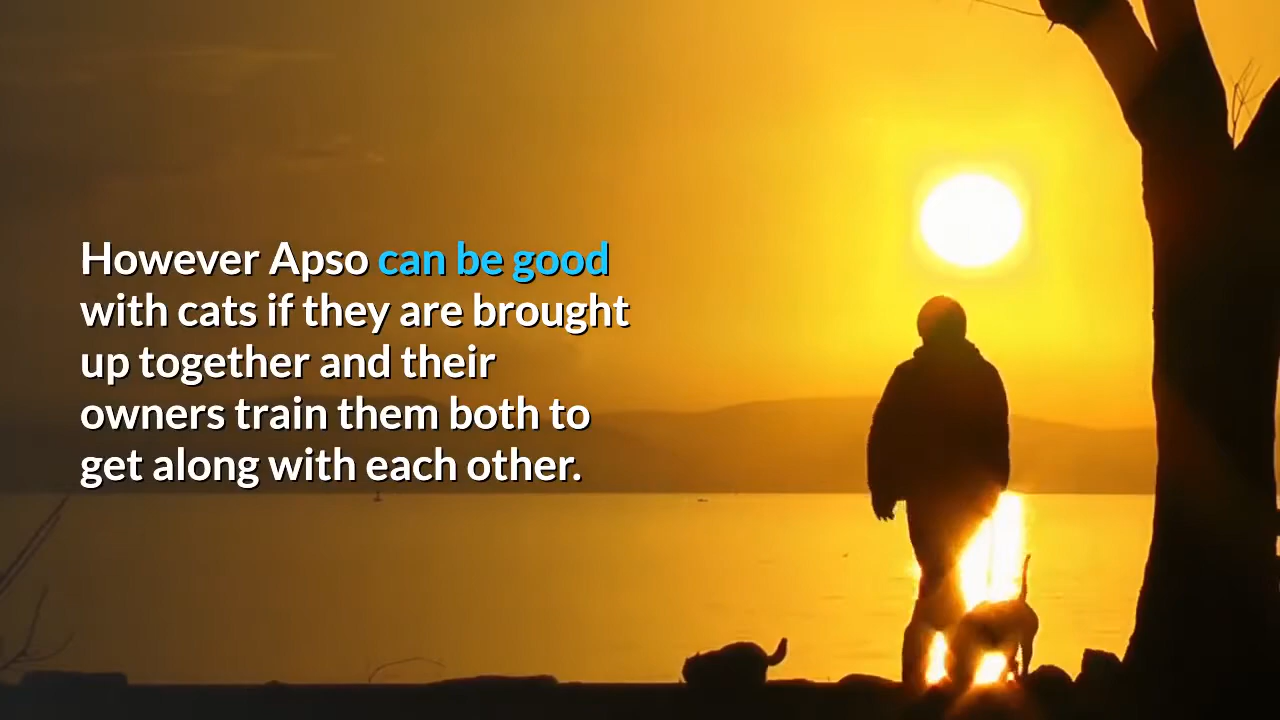 However Apso can be good
with cats if they are brought
up together and their
owners train them both to
get along with each other.